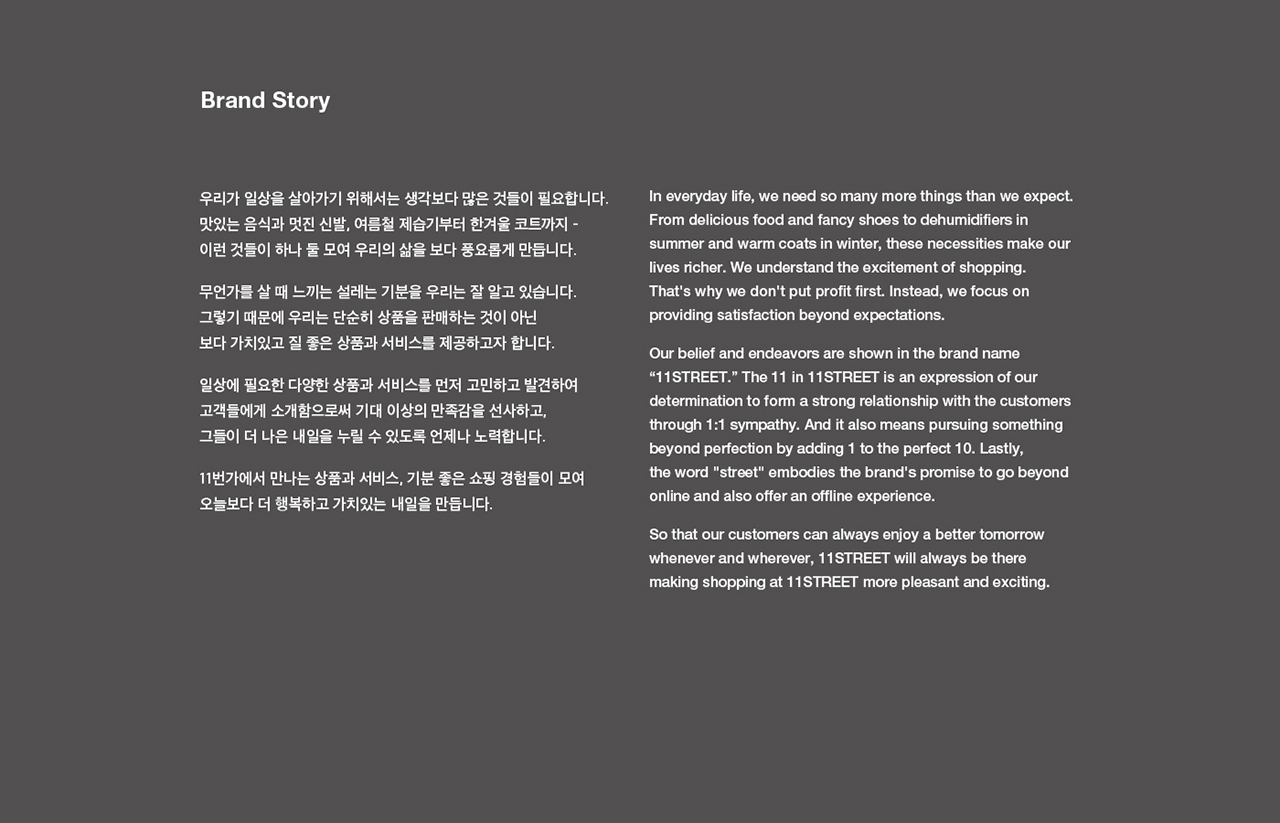 Brand Story
우리가 일상을 살아가기 위해서는 생각보다 많은 것들이 필요합니다.
맛있는 음식과 멋진 신발, 여름철 제습기부터 한겨울 코트까지 -
이런 것들이 하나 둘 모여 우리의 삶을 보다 풍요롭게 만듭니다.
무언가를 살 때 느끼는 설레는 기분을 우리는 잘 알고 있습니다.
그렇기 때문에 우리는 단순히 상품을 판매하는 것이 아닌
보다 가치있고 질 좋은 상품과 서비스를 제공하고자 합니다.
일상에 필요한 다양한 상품과 서비스를 먼저 고민하고 발견하여
고객들에게 소개함으로써 기대 이상의 만족감을 선사하고,
그들이 더 나은 내일을 누릴 수 있도록 언제나 노력합니다.
11번가에서 만나는 상품과 서비스, 기분 좋은 쇼핑 경험들이 모여
오늘보다 더 행복하고 가치있는 내일을 만듭니다.
In everyday life, we need so many more things than we expect.
From delicious food and fancy shoes to dehumidifiers in
summer and warm coats in winter, these necessities make our
lives richer. We understand the excitement of shopping.
That's why we don't put profit first. Instead, we focus on
providing satisfaction beyond expectations.
Our belief and endeavors are shown in the brand name
“11STREET.” The 11 in 11STREET is an expression of our
determination to form a strong relationship with the customers
through 1:1 sympathy. And it also means pursuing something
beyond perfection by adding 1 to the perfect 10. Lastly,
the word "street" embodies the brand's promise to go beyond
online and also offer an offline experience.
So that our customers can always enjoy a better tomorrow
whenever and wherever, 11STREET will always be there
making shopping at 11STREET more pleasant and exciting.